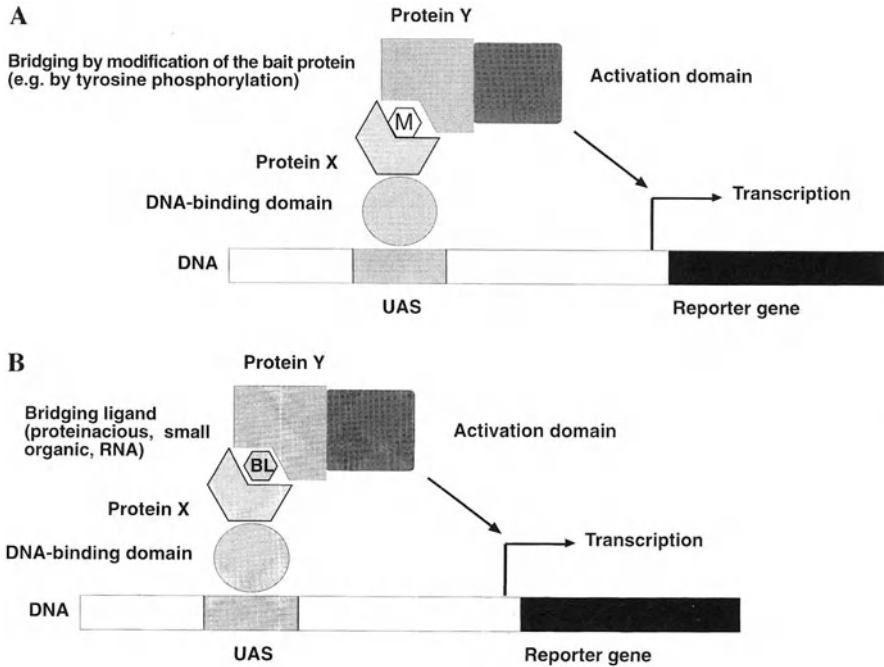 A
Protein Y
Bridging by modification of the bait protein
(e.g. by tyrosine phosphorylation)
Activation domain
M
Protein X
Transcription
DNA-binding domain
DNA
UAS
Reporter gene
B
Protein Y
Bridging ligand
(proteinacious, small
organic, RNA)
Activation domain
BL
Protein X
Transcription
DNA-binding domain
DNA
UAS
Reporter gene